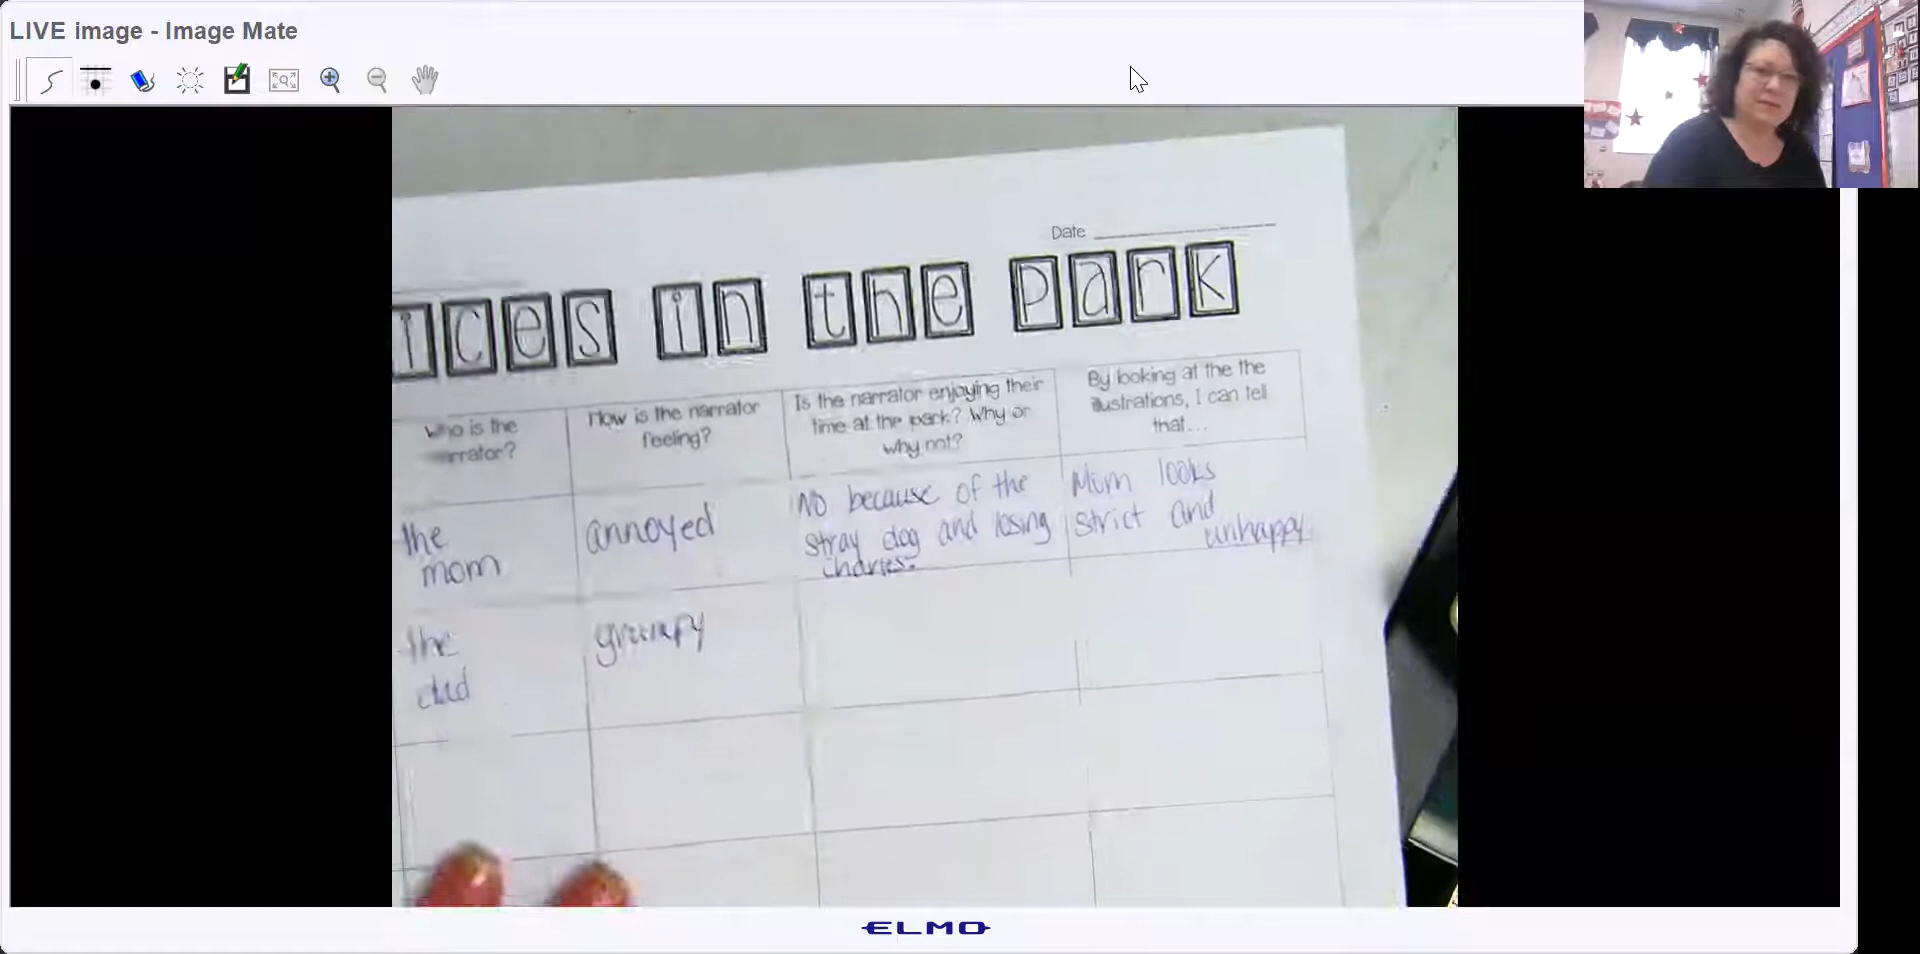 LIVE image - Image Mate
Date
ices in the Park
Who is the
rrator?
How is the narrator
feeling?
Is the narrator enjoying their
time at the park? Why or
why not?
By looking at the the
illustrations, I can tell
that...
the
mom
annoyed
No because of the
stray dog and losing
Charles.
Mom looks
strict and
unhappy
the
dad
grumpy
ELMO